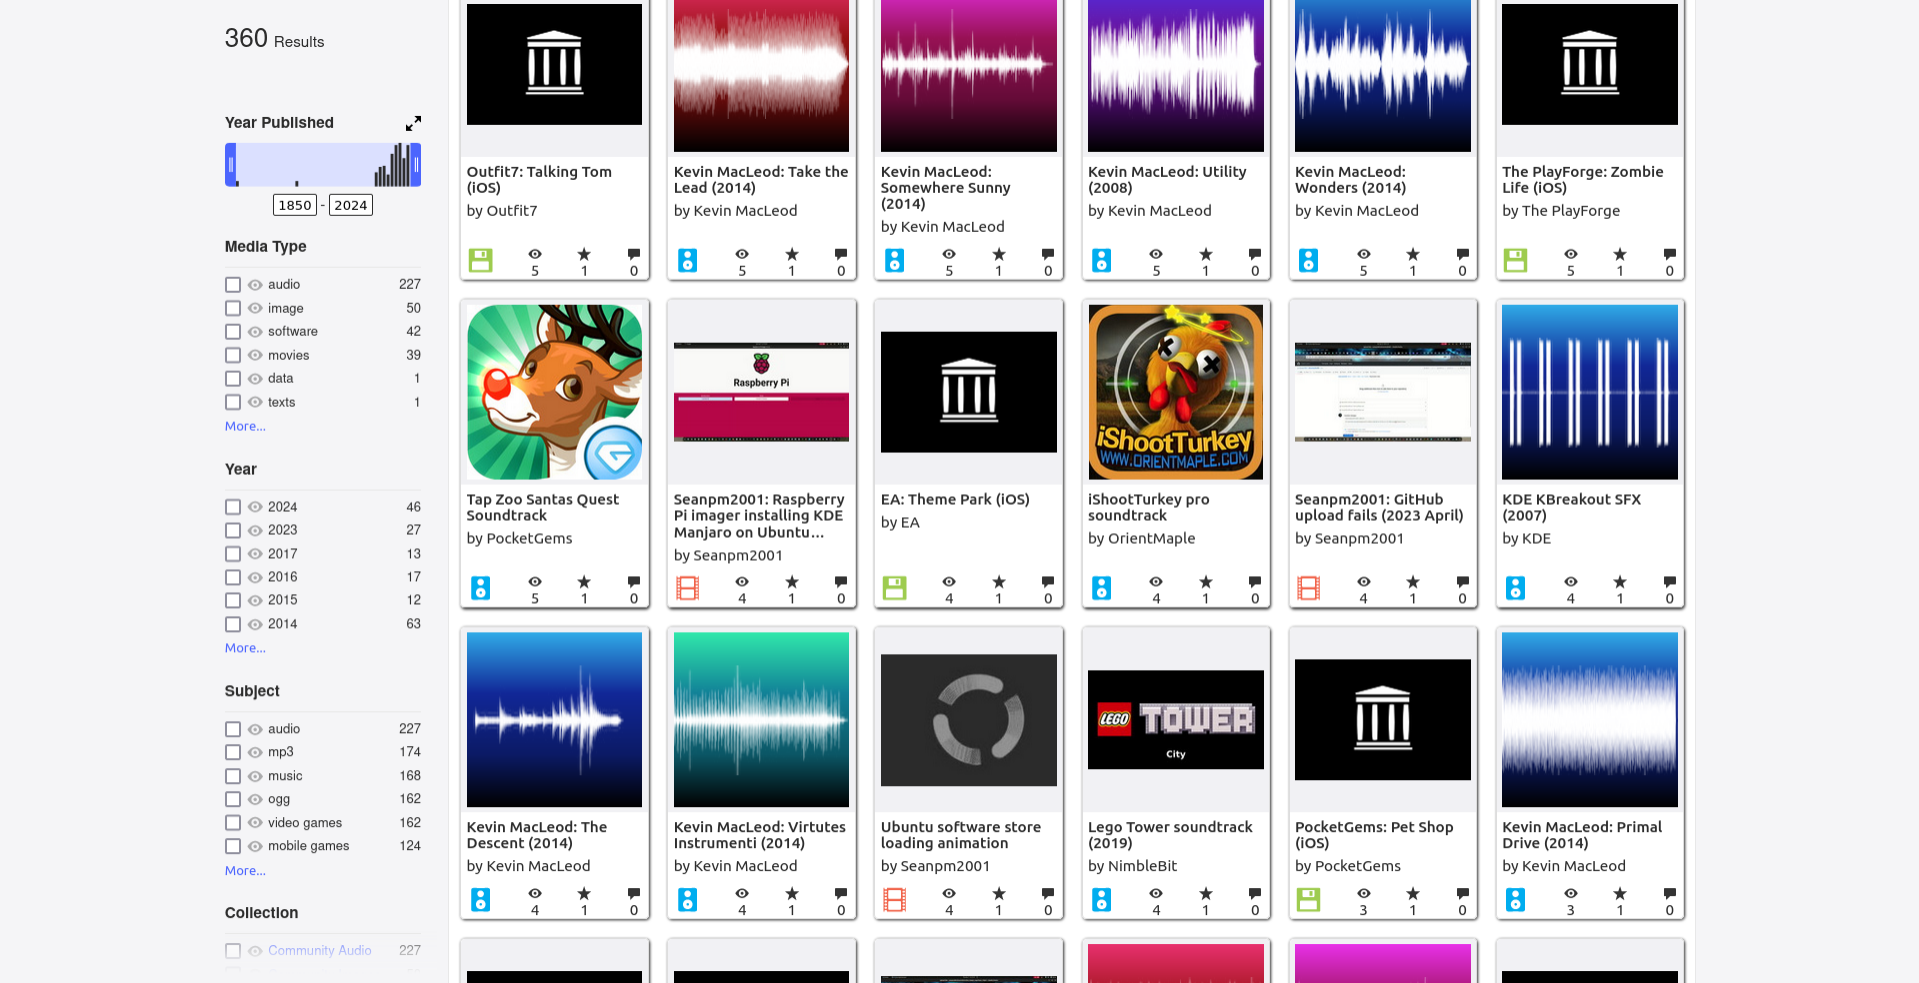 360 Results
Year Published
1850 - 2024
Media Type
audio 227
image 50
software 42
movies 39
data 1
texts 1
More...
Year
2024 46
2023 27
2017 13
2016 17
2015 12
2014 63
More...
Subject
audio 227
mp3 174
music 168
ogg 162
video games 162
mobile games 124
More...
Collection
Community Audio 227
Outfit7: Talking Tom
(iOS)
by Outfit7
5 1 0
Kevin MacLeod: Take the
Lead (2014)
by Kevin MacLeod
5 1 0
Kevin MacLeod:
Somewhere Sunny
(2014)
by Kevin MacLeod
5 1 0
Kevin MacLeod: Utility
(2008)
by Kevin MacLeod
5 1 0
Kevin MacLeod:
Wonders (2014)
by Kevin MacLeod
5 1 0
The PlayForge: Zombie
Life (iOS)
by The PlayForge
5 1 0
Tap Zoo Santas Quest
Soundtrack
by PocketGems
5 1 0
Raspberry Pi
Seanpm2001: Raspberry
Pi imager installing KDE
Manjaro on Ubuntu...
by Seanpm2001
4 1 0
EA: Theme Park (iOS)
by EA
4 1 0
iShootTurkey
WWW.ORIENTMAPLE.COM
iShootTurkey pro
soundtrack
by OrientMaple
4 1 0
Seanpm2001: GitHub
upload fails (2023 April)
by Seanpm2001
4 1 0
KDE KBreakout SFX
(2007)
by KDE
4 1 0
Kevin MacLeod: The
Descent (2014)
by Kevin MacLeod
4 1 0
Kevin MacLeod: Virtutes
Instrumenti (2014)
by Kevin MacLeod
4 1 0
Ubuntu software store
loading animation
by Seanpm2001
4 1 0
LEGO TOWER
City
Lego Tower soundtrack
(2019)
by NimbleBit
4 1 0
PocketGems: Pet Shop
(iOS)
by PocketGems
3 1 0
Kevin MacLeod: Primal
Drive (2014)
by Kevin MacLeod
3 1 0